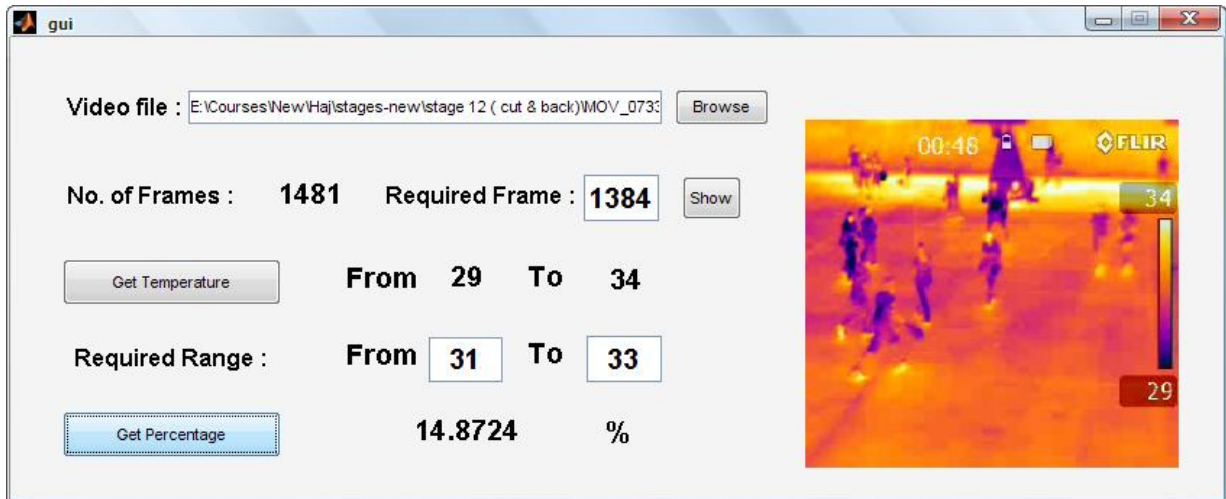 gui
Video file : E:\Courses\New\Haj\stages-new\stage 12 ( cut & back)\MOV_0733 Browse
No. of Frames : 1481 Required Frame : 1384 Show
Get Temperature From 29 To 34
Required Range : From 31 To 33
Get Percentage 14.8724 %
00:48 FLIR
34
29